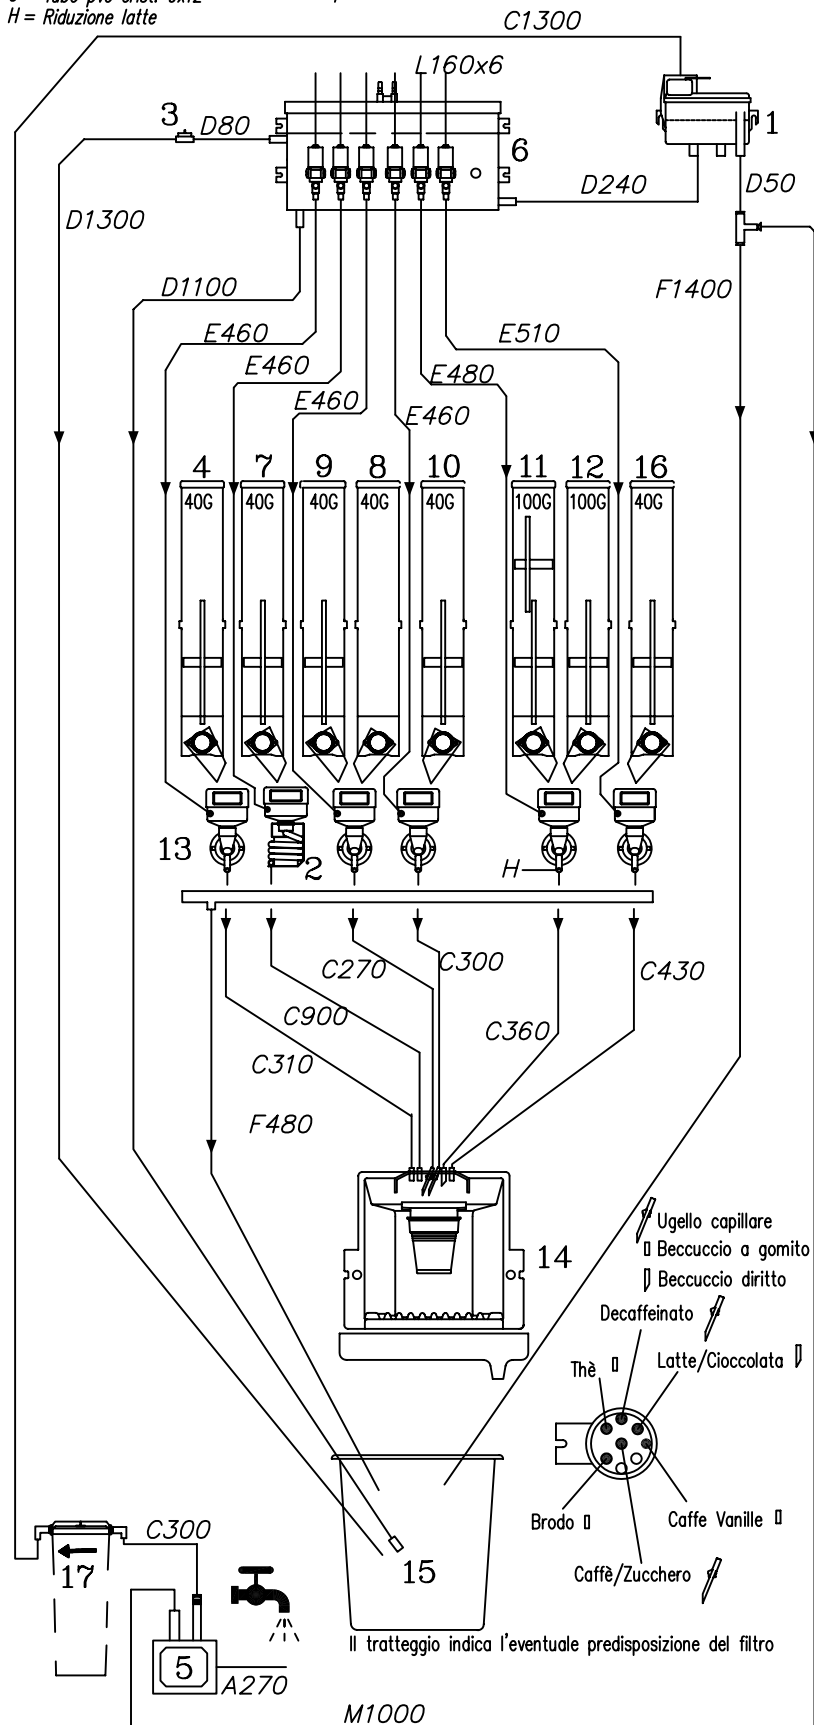 H = Riduzione latte
C1300
L160x6
3
D80
6
1
D1300
D240
D50
D1100
F1400
E460
E510
E460
E480
E460
E460
4
7
9
8
10
11
12
16
40G
40G
40G
40G
40G
100G
100G
40G
13
2
H
C270
C300
C430
C900
C360
C310
F480
14
Ugello capillare
Beccuccio a gomito
Beccuccio diritto
Decaffeinato
Thè
Latte/Cioccolata
Brodo
Caffe Vanille
Caffè/Zucchero
C300
17
15
5
A270
Il tratteggio indica l'eventuale predisposizione del filtro
M1000